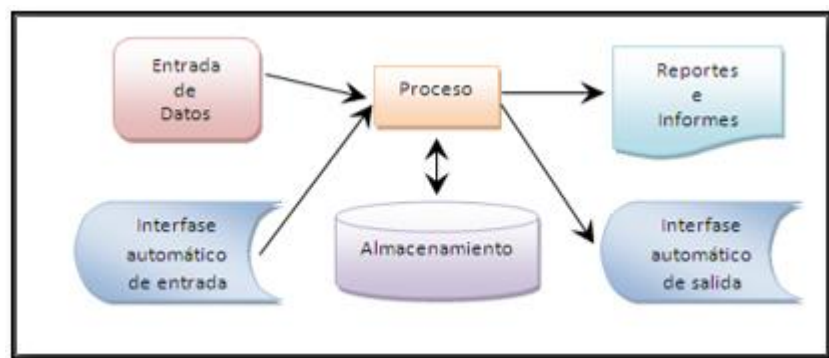 Entrada
de
Datos
Proceso
Reportes
e
Informes
Interfase
automático
de entrada
Almacenamiento
Interfase
automático
de salida